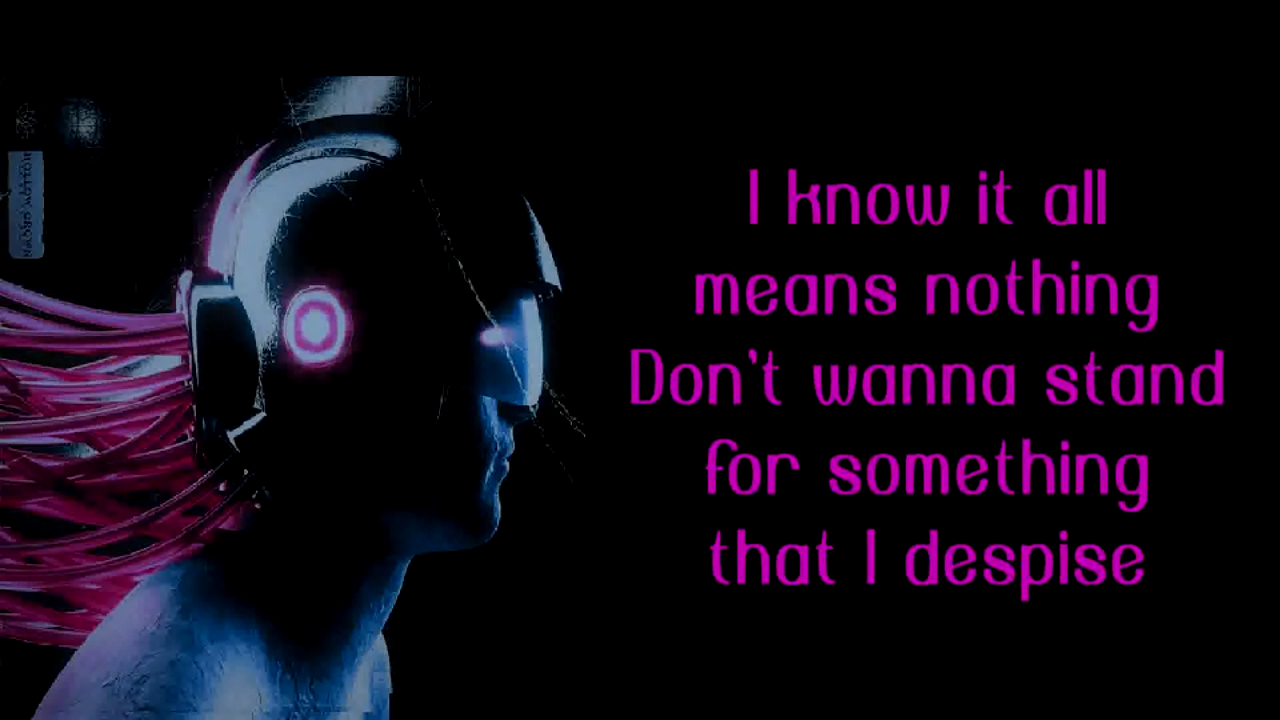 I know it all
means nothing
Don't wanna stand
for something
that I despise